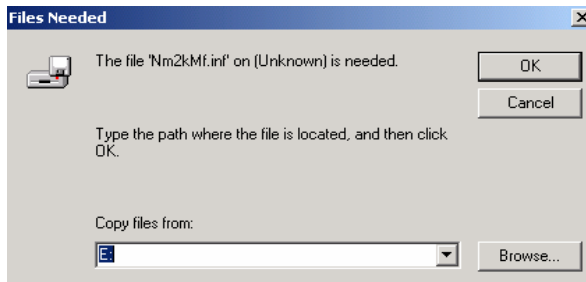 Files Needed
The file 'Nm2kMf.inf' on (Unknown) is needed.
OK
Cancel
Type the path where the file is located, and then click
OK.
Copy files from:
E:
Browse...